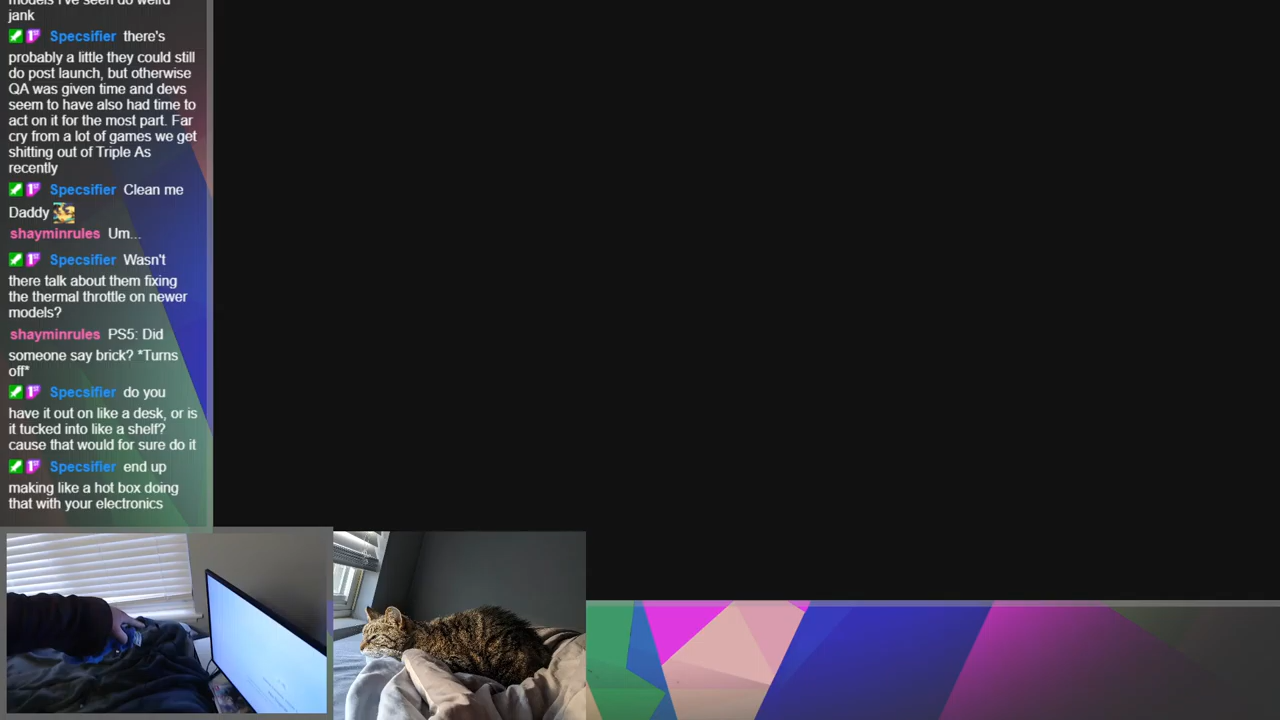 models I've seen do weird
jank
Specsifier there's
probably a little they could still
do post launch, but otherwise
QA was given time and devs
seem to have also had time to
act on it for the most part. Far
cry from a lot of games we get
shitting out of Triple As
recently
Specsifier Clean me
Daddy
shayminrules Um...
Specsifier Wasn't
there talk about them fixing
the thermal throttle on newer
models?
shayminrules PS5: Did
someone say brick? *Turns
off*
Specsifier do you
have it out on like a desk, or is
it tucked into like a shelf?
cause that would for sure do it
Specsifier end up
making like a hot box doing
that with your electronics